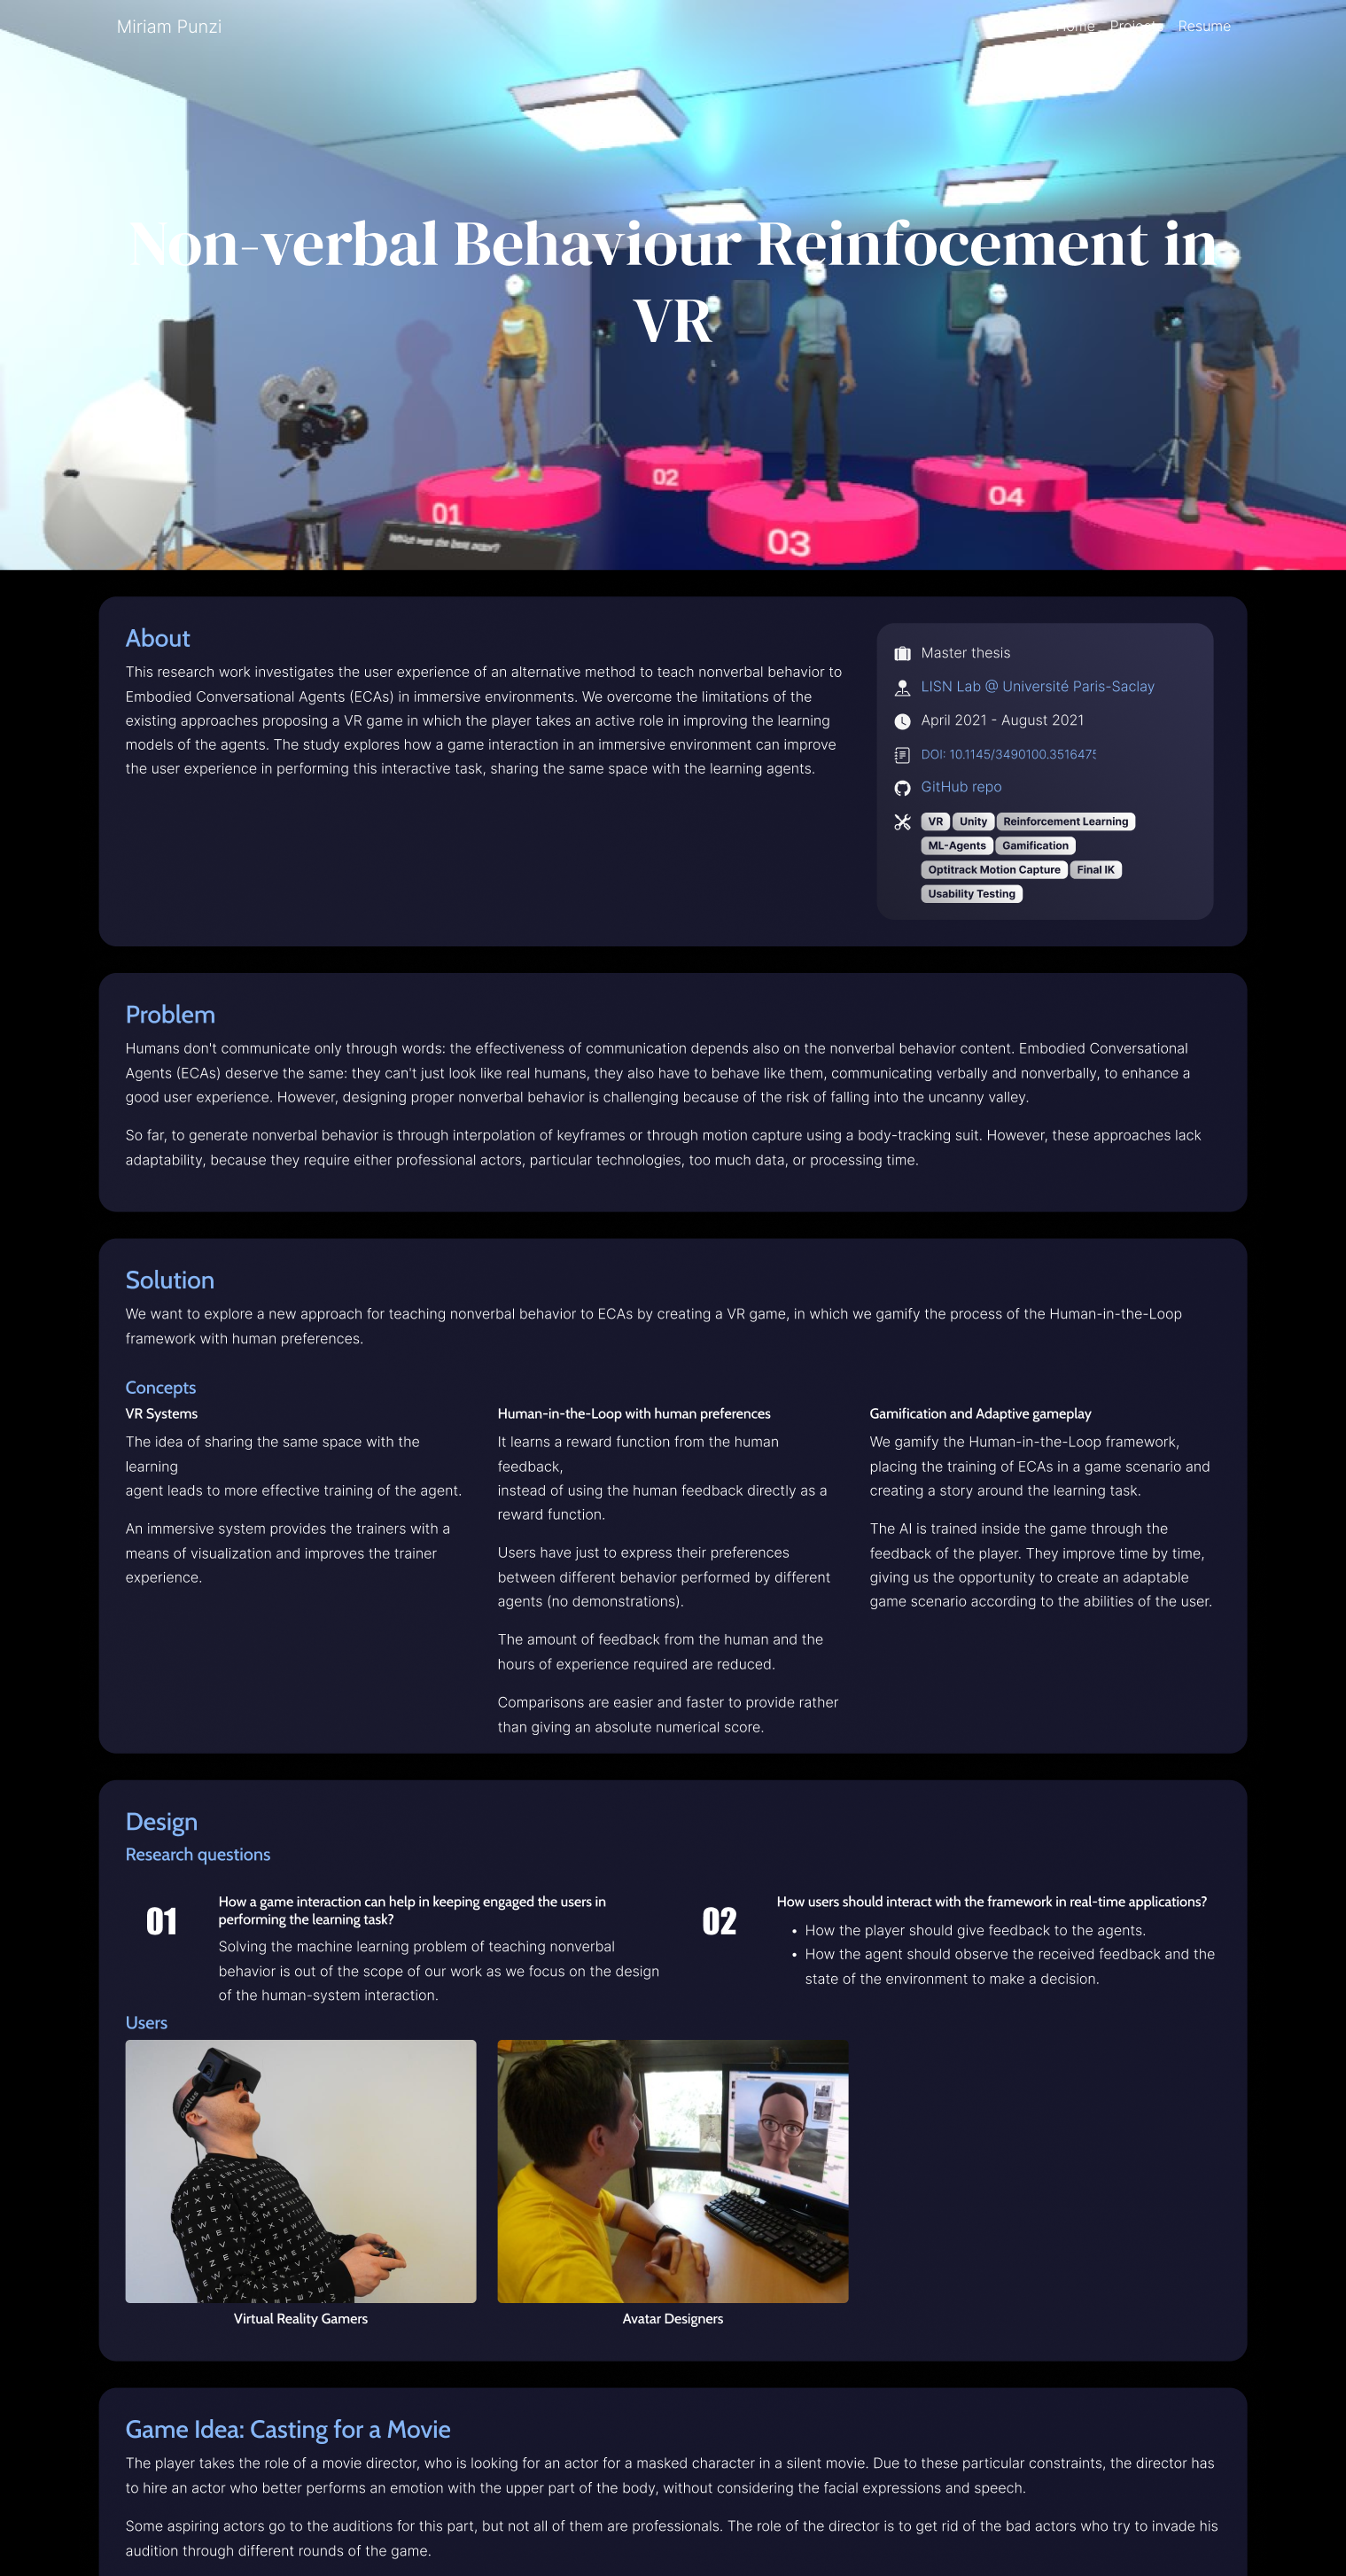 Miriam Punzi
Home Projects Resume
Non-verbal Behaviour Reinfocement in
VR
01
02
03
04
What was the best actor?
About
This research work investigates the user experience of an alternative method to teach nonverbal behavior to
Embodied Conversational Agents (ECAs) in immersive environments. We overcome the limitations of the
existing approaches proposing a VR game in which the player takes an active role in improving the learning
models of the agents. The study explores how a game interaction in an immersive environment can improve
the user experience in performing this interactive task, sharing the same space with the learning agents.
Master thesis
LISN Lab @ Université Paris-Saclay
April 2021 - August 2021
DOI: 10.1145/3490100.3516475
GitHub repo
VR Unity Reinforcement Learning
ML-Agents Gamification
Optitrack Motion Capture Final IK
Usability Testing
Problem
Humans don't communicate only through words: the effectiveness of communication depends also on the nonverbal behavior content. Embodied Conversational
Agents (ECAs) deserve the same: they can't just look like real humans, they also have to behave like them, communicating verbally and nonverbally, to enhance a
good user experience. However, designing proper nonverbal behavior is challenging because of the risk of falling into the uncanny valley.
So far, to generate nonverbal behavior is through interpolation of keyframes or through motion capture using a body-tracking suit. However, these approaches lack
adaptability, because they require either professional actors, particular technologies, too much data, or processing time.
Solution
We want to explore a new approach for teaching nonverbal behavior to ECAs by creating a VR game, in which we gamify the process of the Human-in-the-Loop
framework with human preferences.
Concepts
VR Systems
The idea of sharing the same space with the
learning
agent leads to more effective training of the agent.
An immersive system provides the trainers with a
means of visualization and improves the trainer
experience.
Human-in-the-Loop with human preferences
It learns a reward function from the human
feedback,
instead of using the human feedback directly as a
reward function.
Users have just to express their preferences
between different behavior performed by different
agents (no demonstrations).
The amount of feedback from the human and the
hours of experience required are reduced.
Comparisons are easier and faster to provide rather
than giving an absolute numerical score.
Gamification and Adaptive gameplay
We gamify the Human-in-the-Loop framework,
placing the training of ECAs in a game scenario and
creating a story around the learning task.
The AI is trained inside the game through the
feedback of the player. They improve time by time,
giving us the opportunity to create an adaptable
game scenario according to the abilities of the user.
Design
Research questions
01
How a game interaction can help in keeping engaged the users in
performing the learning task?
Solving the machine learning problem of teaching nonverbal
behavior is out of the scope of our work as we focus on the design
of the human-system interaction.
02
How users should interact with the framework in real-time applications?
• How the player should give feedback to the agents.
• How the agent should observe the received feedback and the
state of the environment to make a decision.
Users
oculus
Virtual Reality Gamers
Avatar Designers
Game Idea: Casting for a Movie
The player takes the role of a movie director, who is looking for an actor for a masked character in a silent movie. Due to these particular constraints, the director has
to hire an actor who better performs an emotion with the upper part of the body, without considering the facial expressions and speech.
Some aspiring actors go to the auditions for this part, but not all of them are professionals. The role of the director is to get rid of the bad actors who try to invade his
audition through different rounds of the game.